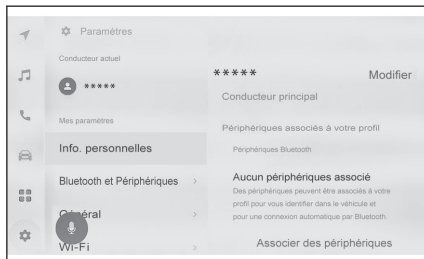 Paramètres
Conducteur actuel
*****
Mes paramètres
Info. personnelles
Bluetooth et Périphériques
Général
Wi-Fi
*****
Modifier
Conducteur principal
Périphériques associés à votre profil
Périphériques Bluetooth
Aucun périphériques associé
Des périphériques peuvent être associés à votre
profil pour vous identifier dans le véhicule et
pour une connexion automatique par Bluetooth.
Associer des périphériques